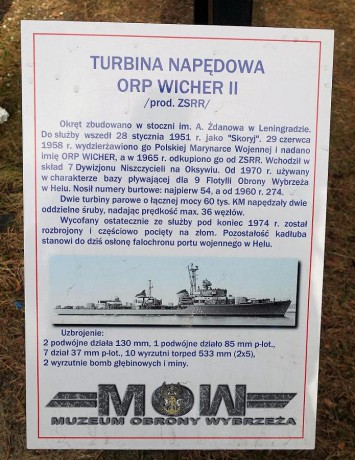 TURBINA NAPĘDOWA
ORP WICHER II
/prod. ZSRR/
Okręt zbudowano w stoczni im. A. Żdanowa w Leningradzie.
Do służby wszedł 28 stycznia 1951 r. jako "Skoryj". 29 czerwca
1958 r. wydzierżawiono go Polskiej Marynarce Wojennej i nadano
imię ORP WICHER, a w 1965 r. odkupiono go od ZSRR. Wchodził w
skład 7 Dywizjonu Niszczycieli na Oksywiu. Od 1970 r. używany
w charakterze bazy pływającej dla 9 Flotylli Obrony Wybrzeża
w Helu. Nosił numery burtowe: najpierw 54, a od 1960 r. 274.
Dwie turbiny parowe o łącznej mocy 60 tys. KM napędzały dwie
oddzielne śruby, nadając prędkość max. 36 węzłów.
Wycofany ostatecznie ze służby pod koniec 1974 r. został
rozbrojony i częściowo pocięty na złom. Pozostałość kadłuba
stanowi do dziś osłonę falochronu portu wojennego w Helu.
Uzbrojenie:
2 podwójne działa 130 mm, 1 podwójne działo 85 mm p-lot.,
7 dział 37 mm p-lot., 10 wyrzutni torped 533 mm (2x5),
2 wyrzutnie bomb głębinowych i miny.
MOW
MUZEUM OBRONY WYBRZEŻA